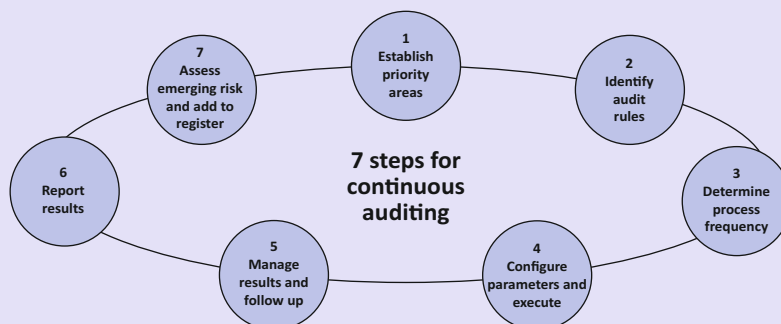 7 steps for
continuous
auditing
1
Establish
priority
areas
2
Identify
audit
rules
3
Determine
process
frequency
4
Configure
parameters and
execute
5
Manage
results and
follow up
6
Report
results
7
Assess
emerging risk
and add to
register